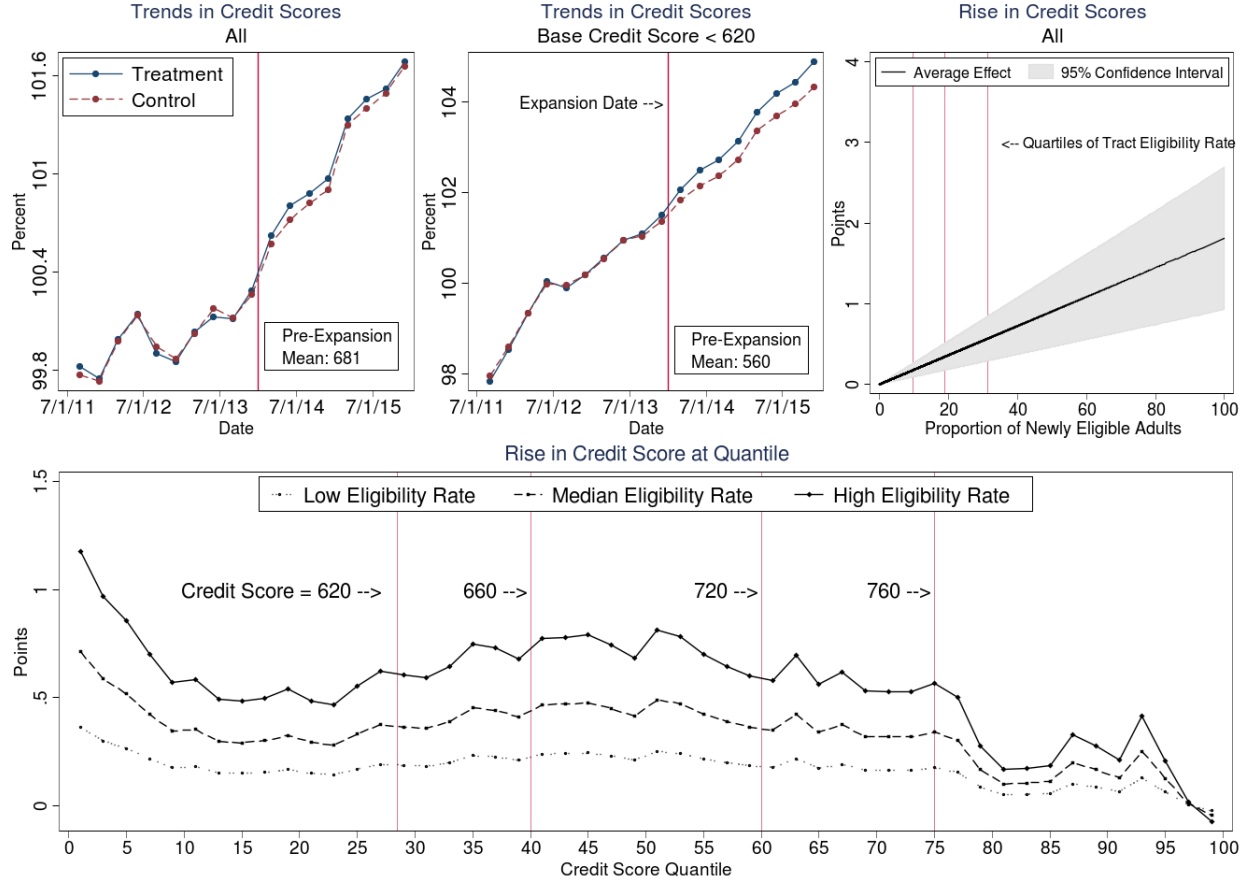 Trends in Credit Scores
All
Treatment
Control
Percent
101.6
101
100.4
99.8
Pre-Expansion
Mean: 681
7/1/11 7/1/12 7/1/13 7/1/14 7/1/15
Date
Trends in Credit Scores
Base Credit Score < 620
Expansion Date -->
Percent
104
102
100
98
Pre-Expansion
Mean: 560
7/1/11 7/1/12 7/1/13 7/1/14 7/1/15
Date
Rise in Credit Scores
All
Average Effect 95% Confidence Interval
<-- Quartiles of Tract Eligibility Rate
Points
4
3
2
1
0
0 20 40 60 80 100
Proportion of Newly Eligible Adults
Rise in Credit Score at Quantile
Low Eligibility Rate Median Eligibility Rate High Eligibility Rate
Credit Score = 620 --> 660 --> 720 --> 760 -->
Points
1.5
1
.5
0
0 5 10 15 20 25 30 35 40 45 50 55 60 65 70 75 80 85 90 95 100
Credit Score Quantile